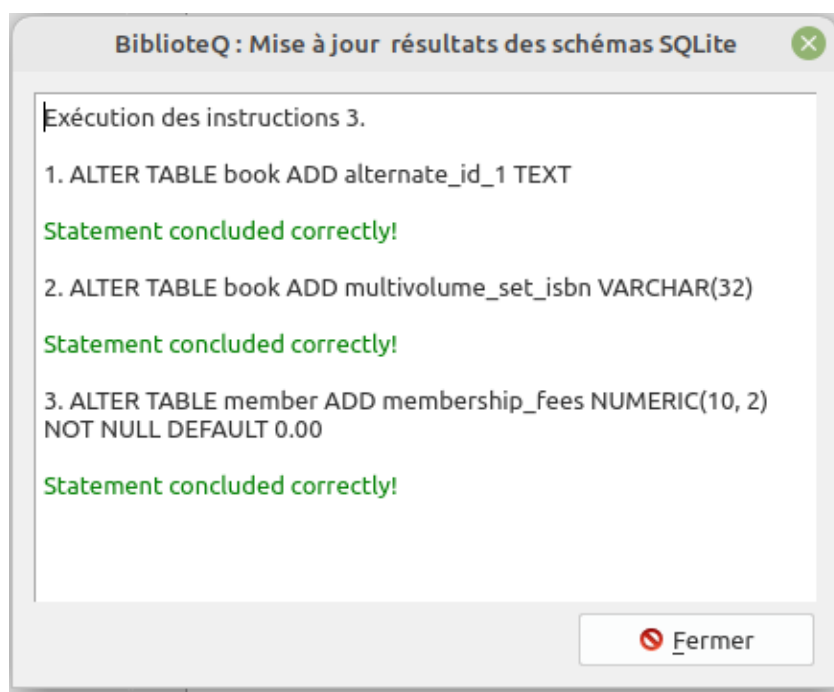 BiblioteQ : Mise à jour résultats des schémas SQLite
Exécution des instructions 3.
1. ALTER TABLE book ADD alternate_id_1 TEXT
Statement concluded correctly!
2. ALTER TABLE book ADD multivolume_set_isbn VARCHAR(32)
Statement concluded correctly!
3. ALTER TABLE member ADD membership_fees NUMERIC(10, 2)
NOT NULL DEFAULT 0.00
Statement concluded correctly!
Fermer